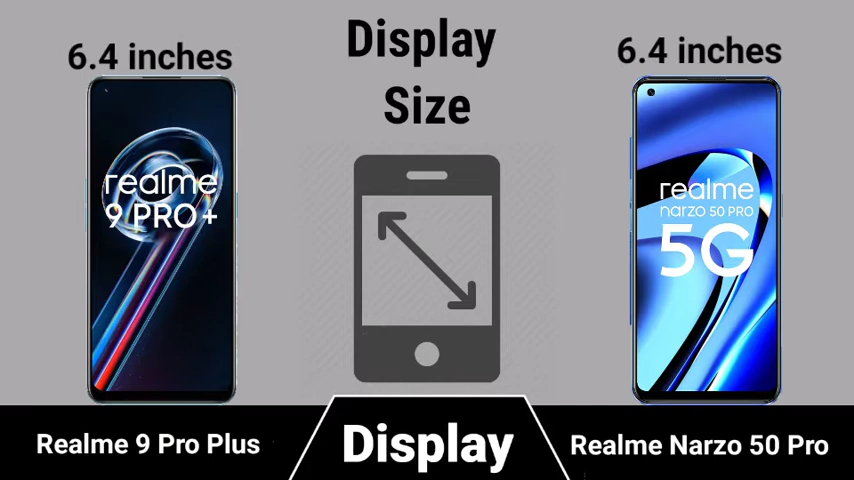 6.4 inches
Display
Size
6.4 inches
realme
9 PRO+
realme
narzo 50 PRO
5G
Realme 9 Pro Plus
Display
Realme Narzo 50 Pro